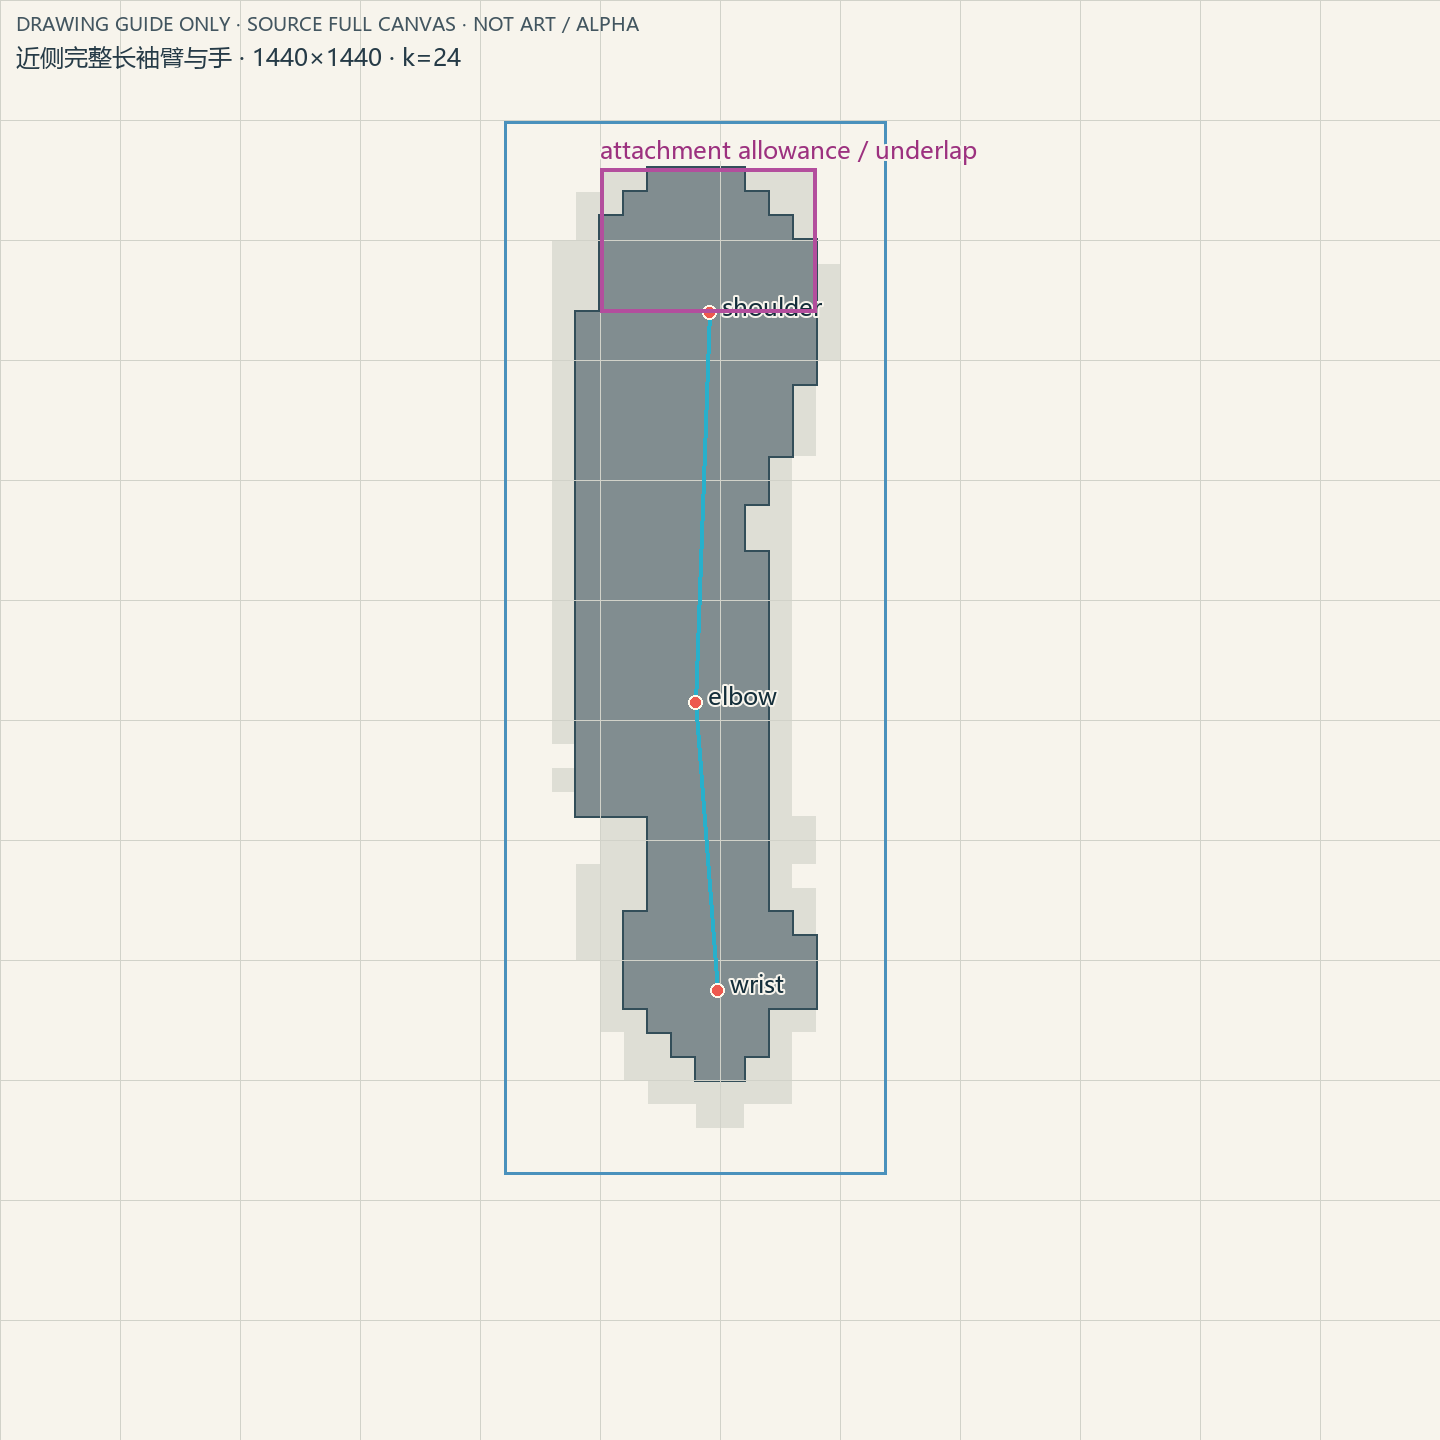 DRAWING GUIDE ONLY · SOURCE FULL CANVAS · NOT ART / ALPHA
近侧完整长袖臂与手 · 1440×1440 · k=24
attachment allowance / underlap
shoulder
elbow
wrist